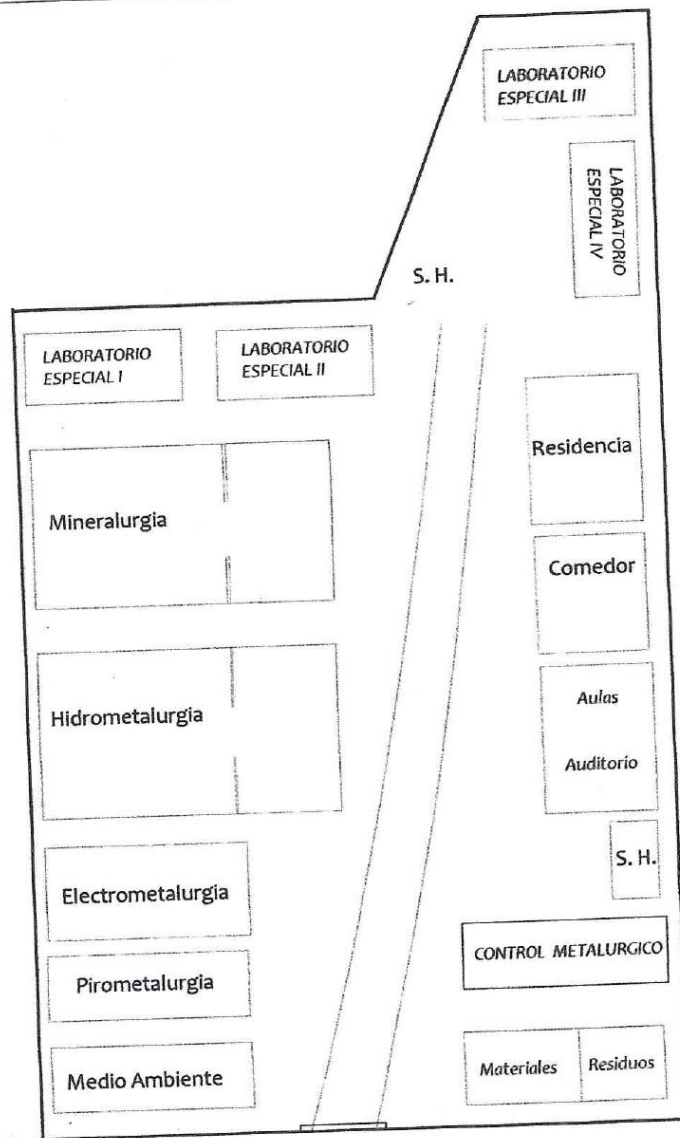 LABORATORIO
ESPECIAL III
LABORATORIO
ESPECIAL IV
S. H.
LABORATORIO
ESPECIAL I
LABORATORIO
ESPECIAL II
Residencia
Mineralurgia
Comedor
Hidrometalurgia
Aulas
Auditorio
S. H.
Electrometalurgia
CONTROL METALURGICO
Pirometalurgia
Materiales
Residuos
Medio Ambiente